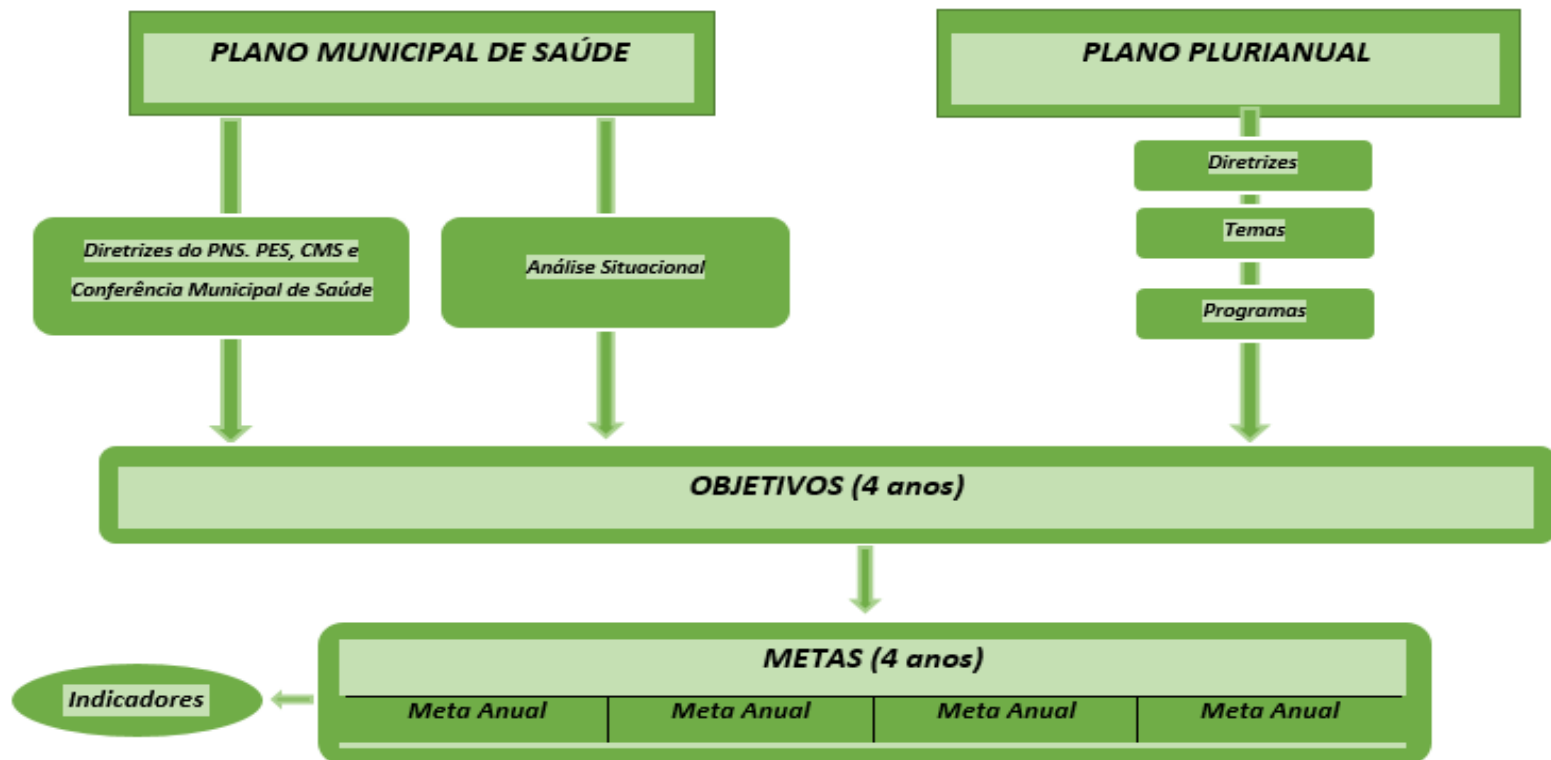 PLANO MUNICIPAL DE SAÚDE
PLANO PLURIANUAL
Diretrizes
Temas
Programas
Diretrizes do PNS. PES, CMS e
Conferência Municipal de Saúde
Análise Situacional
OBJETIVOS (4 anos)
METAS (4 anos)
Meta Anual Meta Anual Meta Anual Meta Anual
Indicadores